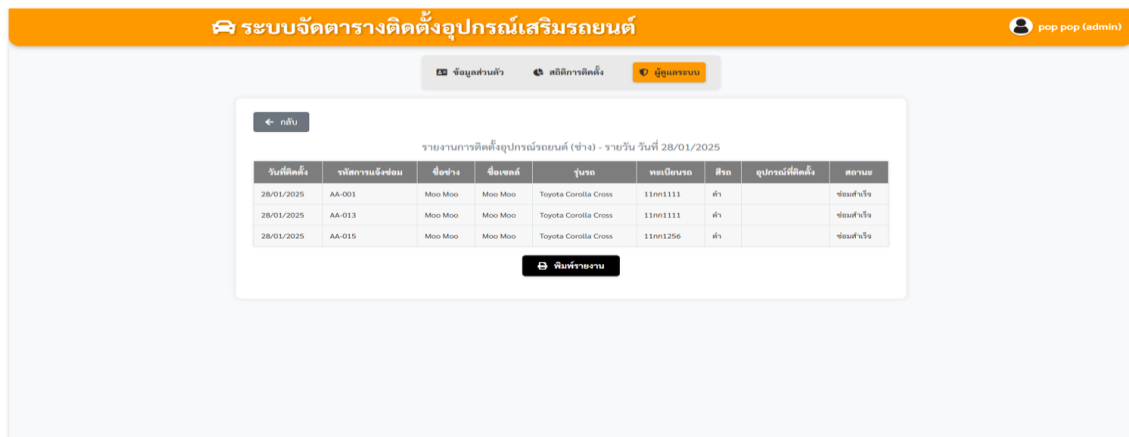 ระบบจัดตารางติดตั้งอุปกรณ์เสริมรถยนต์
pop pop (admin)
ข้อมูลส่วนตัว สถิติการติดตั้ง ผู้ดูแลระบบ
← กลับ
รายงานการติดตั้งอุปกรณ์รถยนต์ (ช่าง) - รายวัน วันที่ 28/01/2025
วันที่ติดตั้ง รหัสการแจ้งซ่อม ชื่อช่าง ชื่อเซลล์ รุ่นรถ ทะเบียนรถ สีรถ อุปกรณ์ที่ติดตั้ง สถานะ
28/01/2025 AA-001 Moo Moo Moo Moo Toyota Corolla Cross 11กก1111 ดำ ซ่อมสำเร็จ
28/01/2025 AA-013 Moo Moo Moo Moo Toyota Corolla Cross 11กก1111 ดำ ซ่อมสำเร็จ
28/01/2025 AA-015 Moo Moo Moo Moo Toyota Corolla Cross 11กก1256 ดำ ซ่อมสำเร็จ
พิมพ์รายงาน